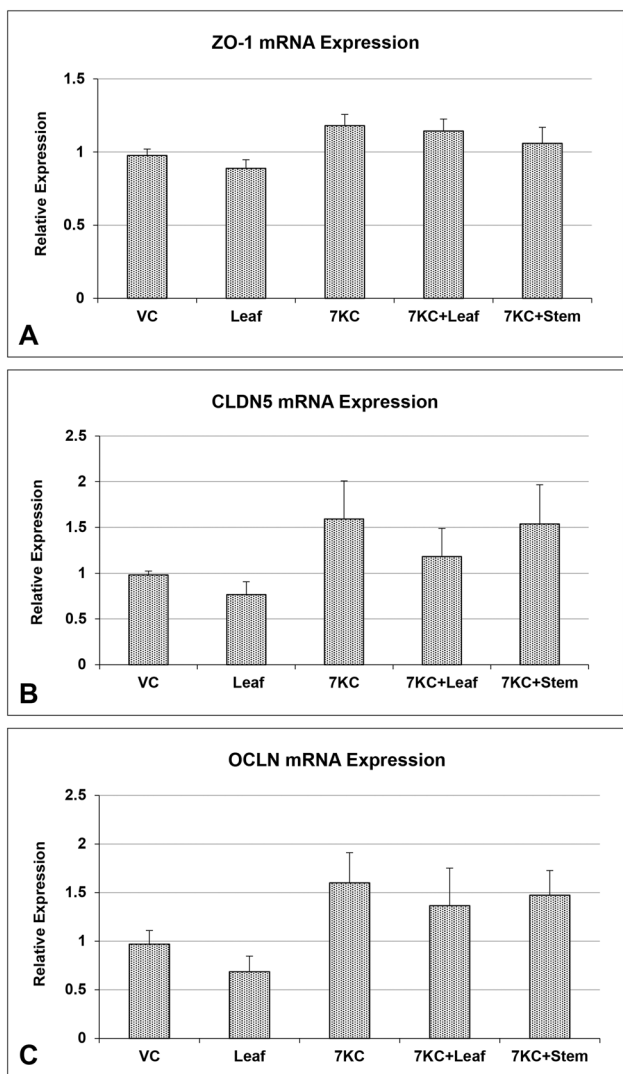 ZO-1 mRNA Expression
1.5
1
0.5
0
Relative Expression
VC Leaf 7KC 7KC+Leaf 7KC+Stem
A
CLDN5 mRNA Expression
2.5
2
1.5
1
0.5
0
Relative Expression
VC Leaf 7KC 7KC+Leaf 7KC+Stem
B
OCLN mRNA Expression
2.5
2
1.5
1
0.5
0
Relative Expression
VC Leaf 7KC 7KC+Leaf 7KC+Stem
C